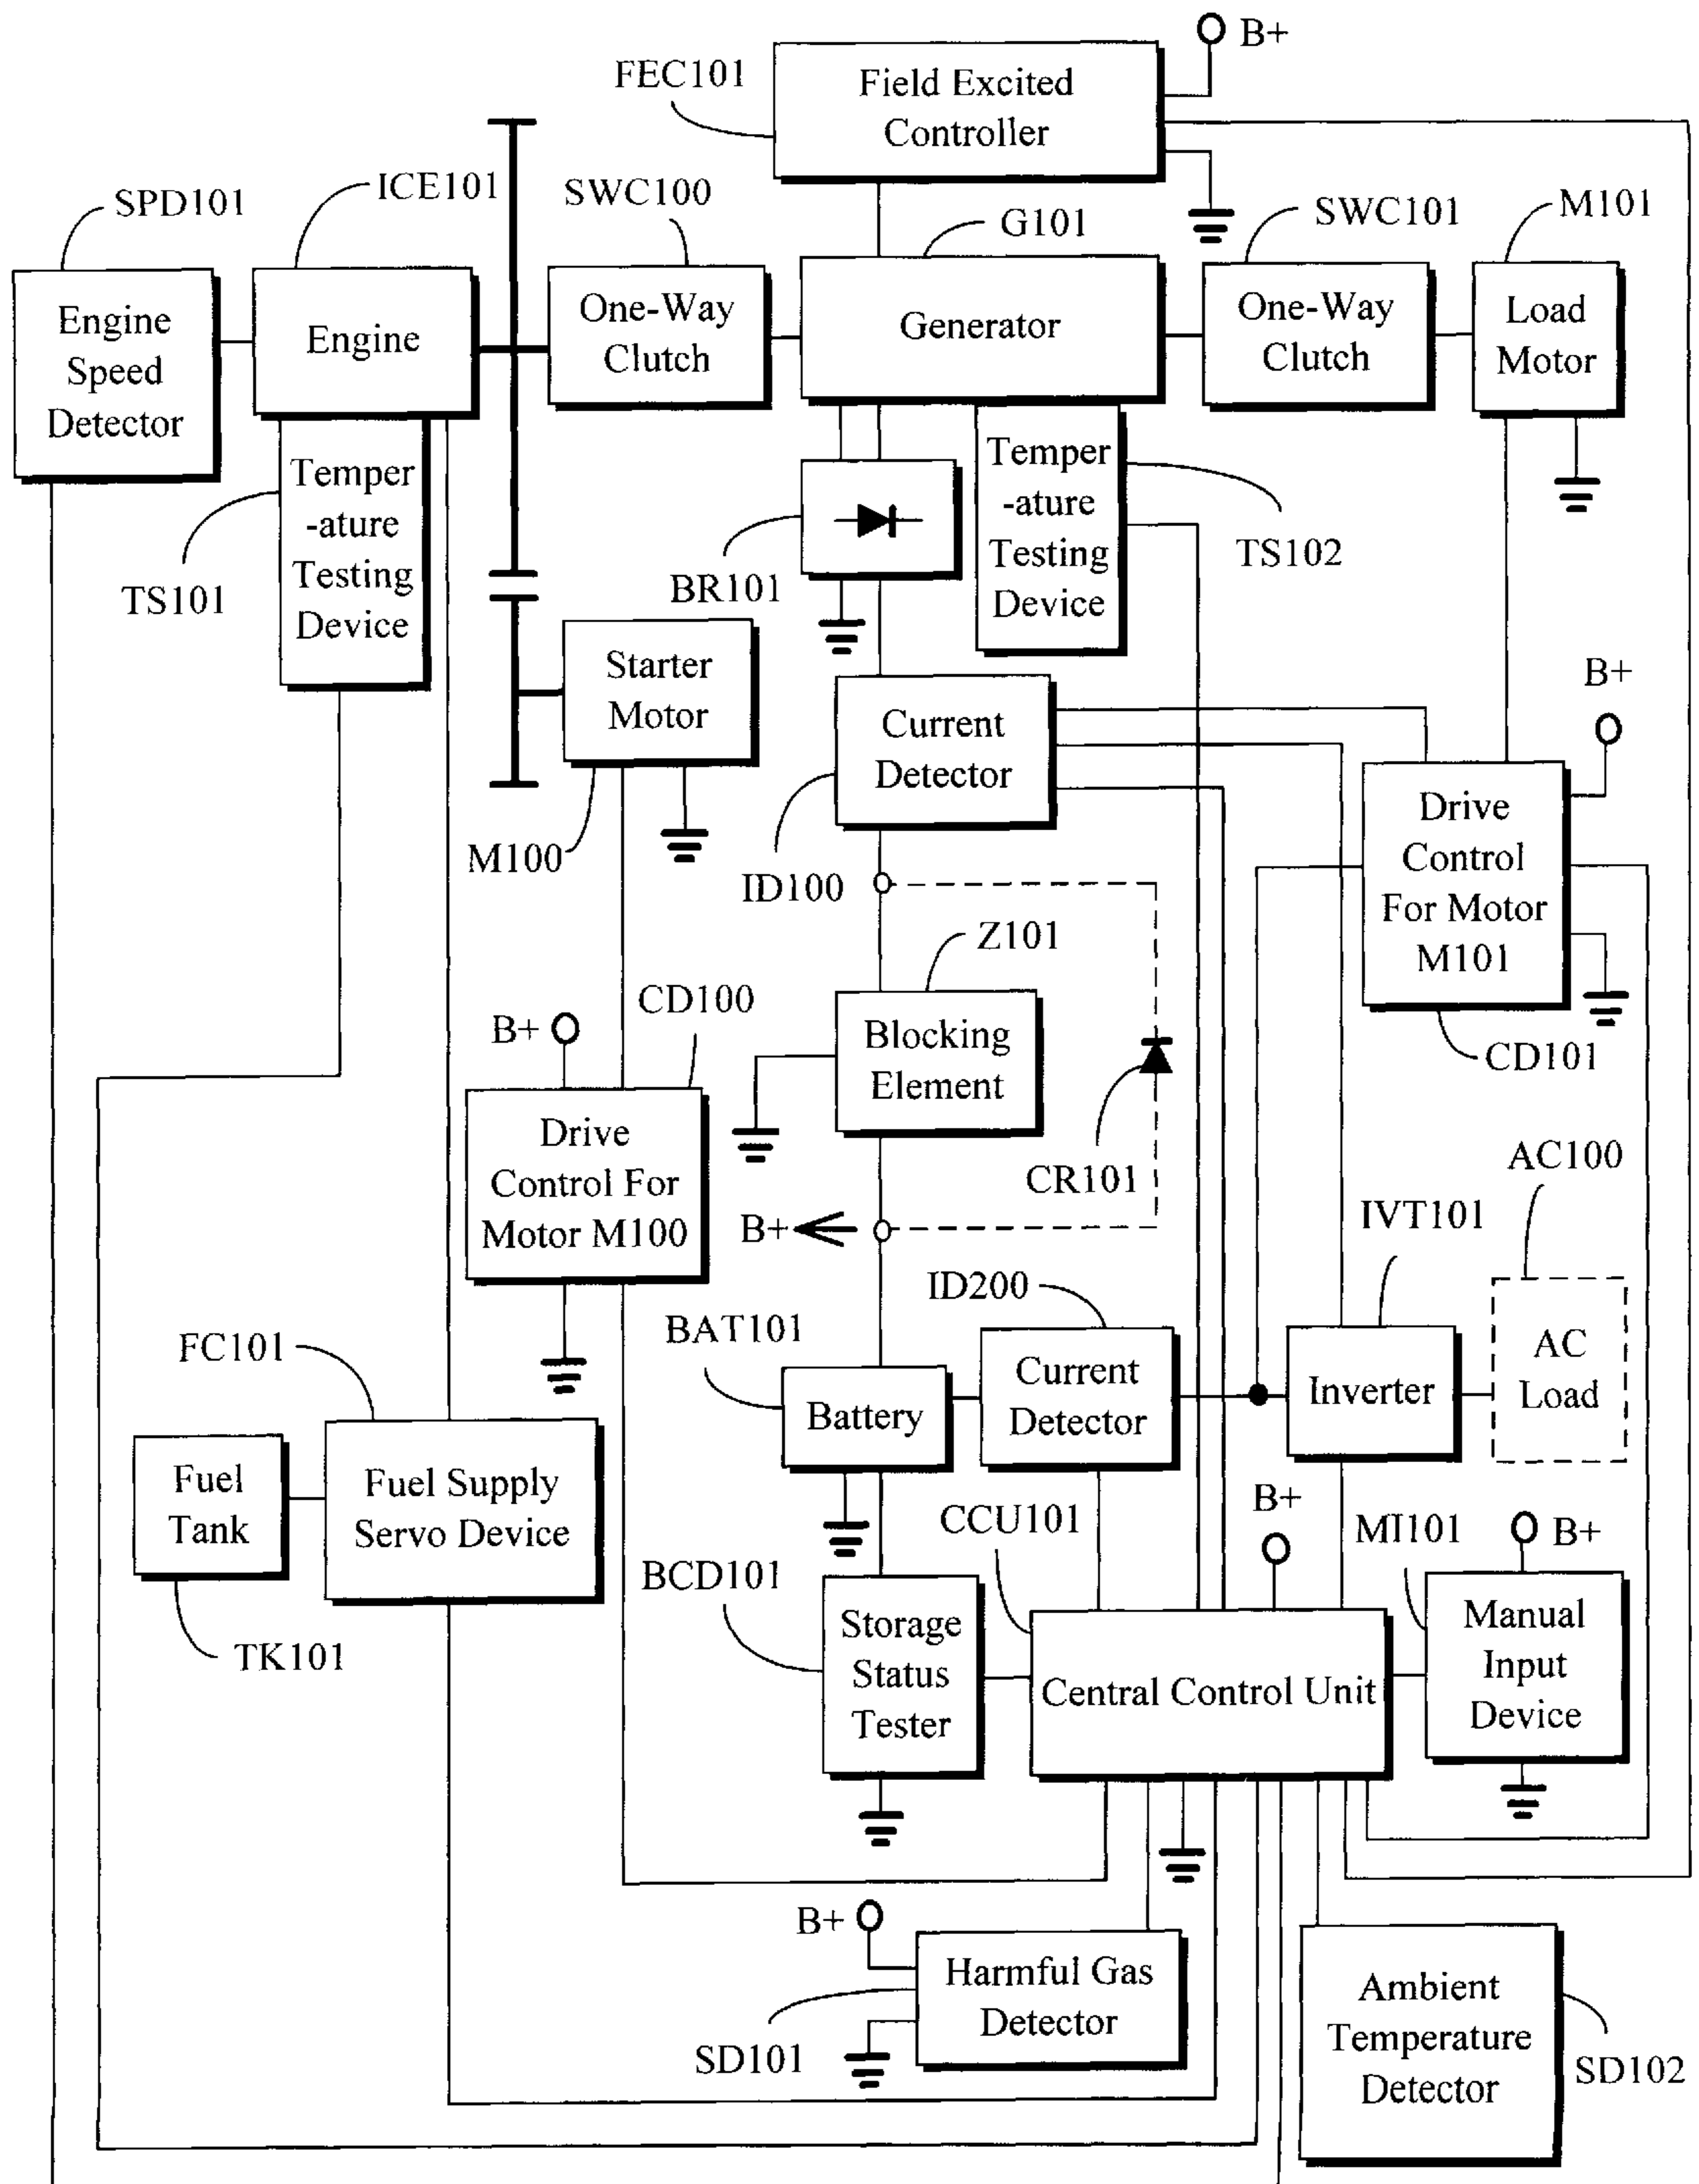 B+
FEC101
Field Excited
Controller
SPD101
ICE101
SWC100
G101
SWC101
M101
Engine
Speed
Detector
Engine
One-Way
Clutch
Generator
One-Way
Clutch
Load
Motor
Temper
-ature
Testing
Device
TS101
BR101
Temper
-ature
Testing
Device
TS102
Starter
Motor
M100
Current
Detector
ID100
B+
Drive
Control
For Motor
M101
CD101
Z101
Blocking
Element
CR101
B+
CD100
B+
Drive
Control For
Motor M100
AC100
IVT101
ID200
BAT101
FC101
Battery
Current
Detector
Inverter
AC
Load
Fuel
Tank
Fuel Supply
Servo Device
TK101
CCU101
B+
MI101
B+
BCD101
Storage
Status
Tester
Central Control Unit
Manual
Input
Device
B+
Harmful Gas
Detector
SD101
Ambient
Temperature
Detector
SD102